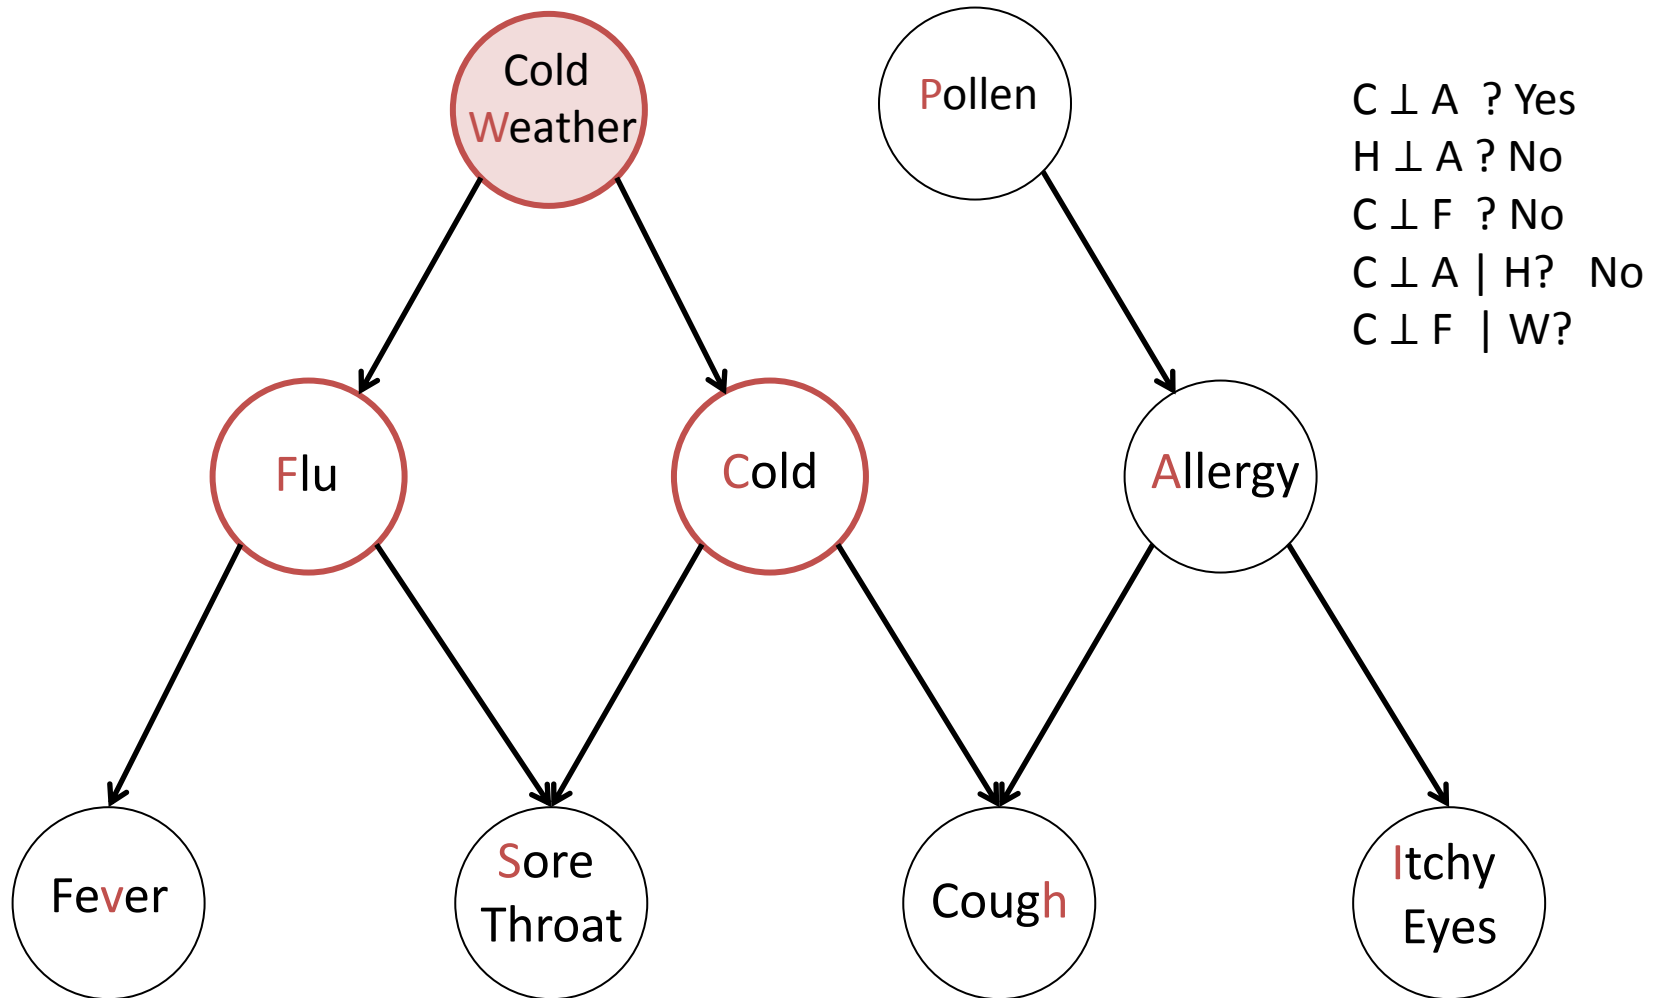 Cold
Weather
Pollen
C ⊥ A ? Yes
H ⊥ A ? No
C ⊥ F ? No
C ⊥ A | H? No
C ⊥ F | W?
Flu
Cold
Allergy
Fever
Sore
Throat
Cough
Itchy
Eyes